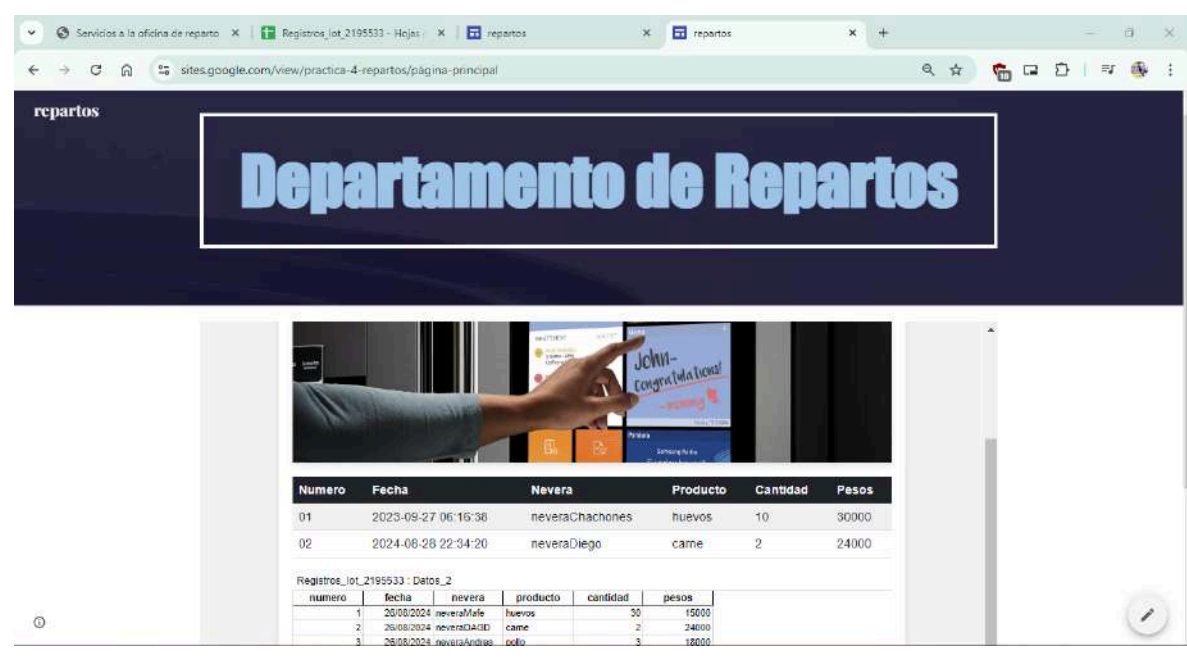 Servicios a la oficina de reparto
Registros_lot_2195533 - Hojas
repartos
repartos
sites.google.com/view/practica-4-repartos/página-principal
10
repartos
Departamento de Repartos
John-
Congratulations!
-mommy
Numero Fecha Nevera Producto Cantidad Pesos
01 2023-09-27 06:16:38 neveraChachones huevos 10 30000
02 2024-08-28 22:34:20 neveraDiego carne 2 24000
Registros_lot_2195533 : Datos_2
numero fecha nevera producto cantidad pesos
1 26/08/2024 neveraMafe huevos 30 15000
2 26/08/2024 neveraDAGD carne 2 24000
3 26/08/2024 neveraAndres pollo 3 18000